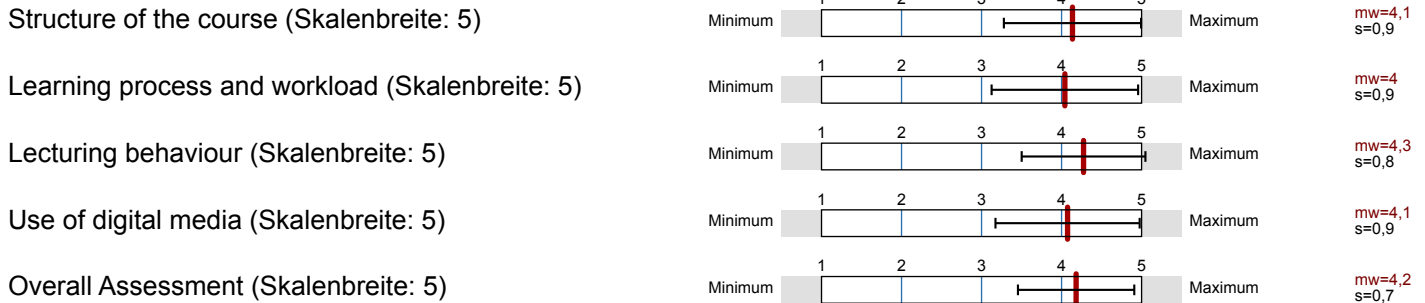 Structure of the course (Skalenbreite: 5) Minimum 1 2 3 4 5 Maximum mw=4,1
s=0,9
Learning process and workload (Skalenbreite: 5) Minimum 1 2 3 4 5 Maximum mw=4
s=0,9
Lecturing behaviour (Skalenbreite: 5) Minimum 1 2 3 4 5 Maximum mw=4,3
s=0,8
Use of digital media (Skalenbreite: 5) Minimum 1 2 3 4 5 Maximum mw=4,1
s=0,9
Overall Assessment (Skalenbreite: 5) Minimum 1 2 3 4 5 Maximum mw=4,2
s=0,7